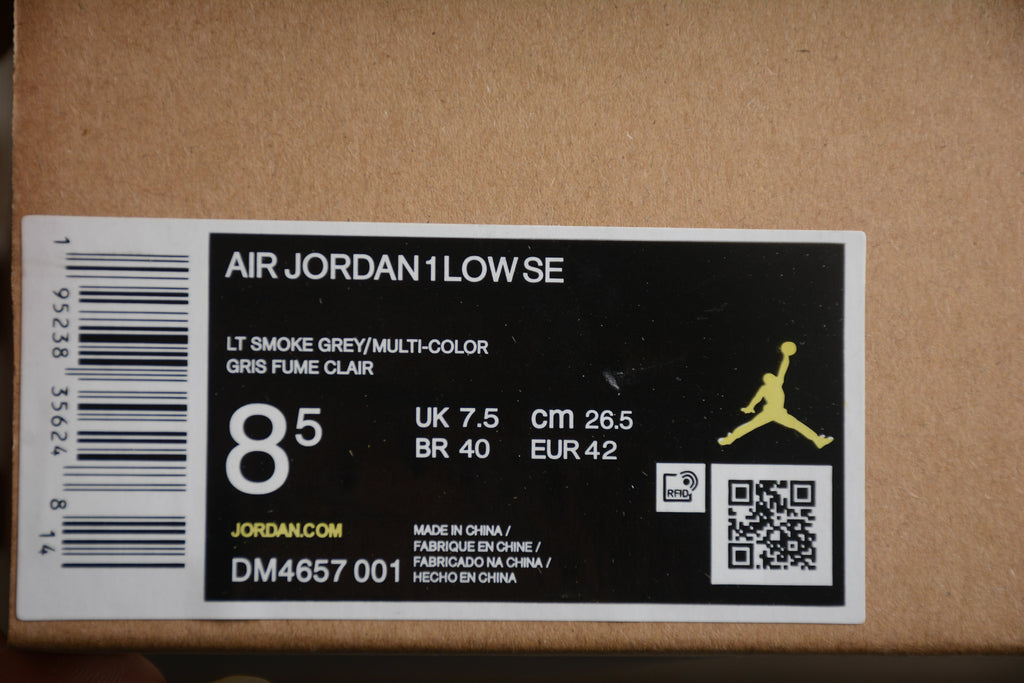 AIR JORDAN 1 LOW SE
LT SMOKE GREY/MULTI-COLOR
GRIS FUME CLAIR
8 5
UK 7.5 cm 26.5
BR 40 EUR 42
RFID
JORDAN.COM
DM4657 001
MADE IN CHINA /
FABRIQUE EN CHINE /
FABRICADO NA CHINA /
HECHO EN CHINA
1 95238 35624 8 14